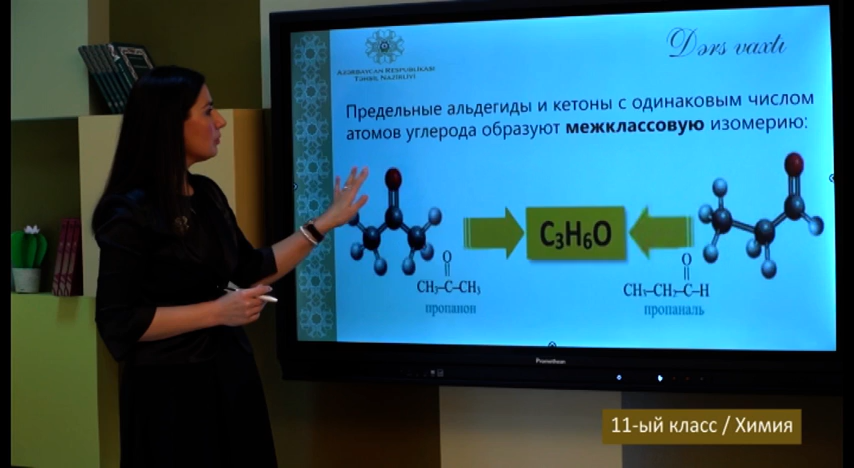 Dərs vaxtı
AZƏRBAYCAN RESPUBLİKASI
TƏHSİL NAZİRLİYİ
Предельные альдегиды и кетоны с одинаковым числом
атомов углерода образуют межклассовую изомерию:
C₃H₆O
O
CH₃–C–CH₃
пропанон
O
CH₃–CH₂–C–H
пропаналь
Promethean
11-ый класс / Химия